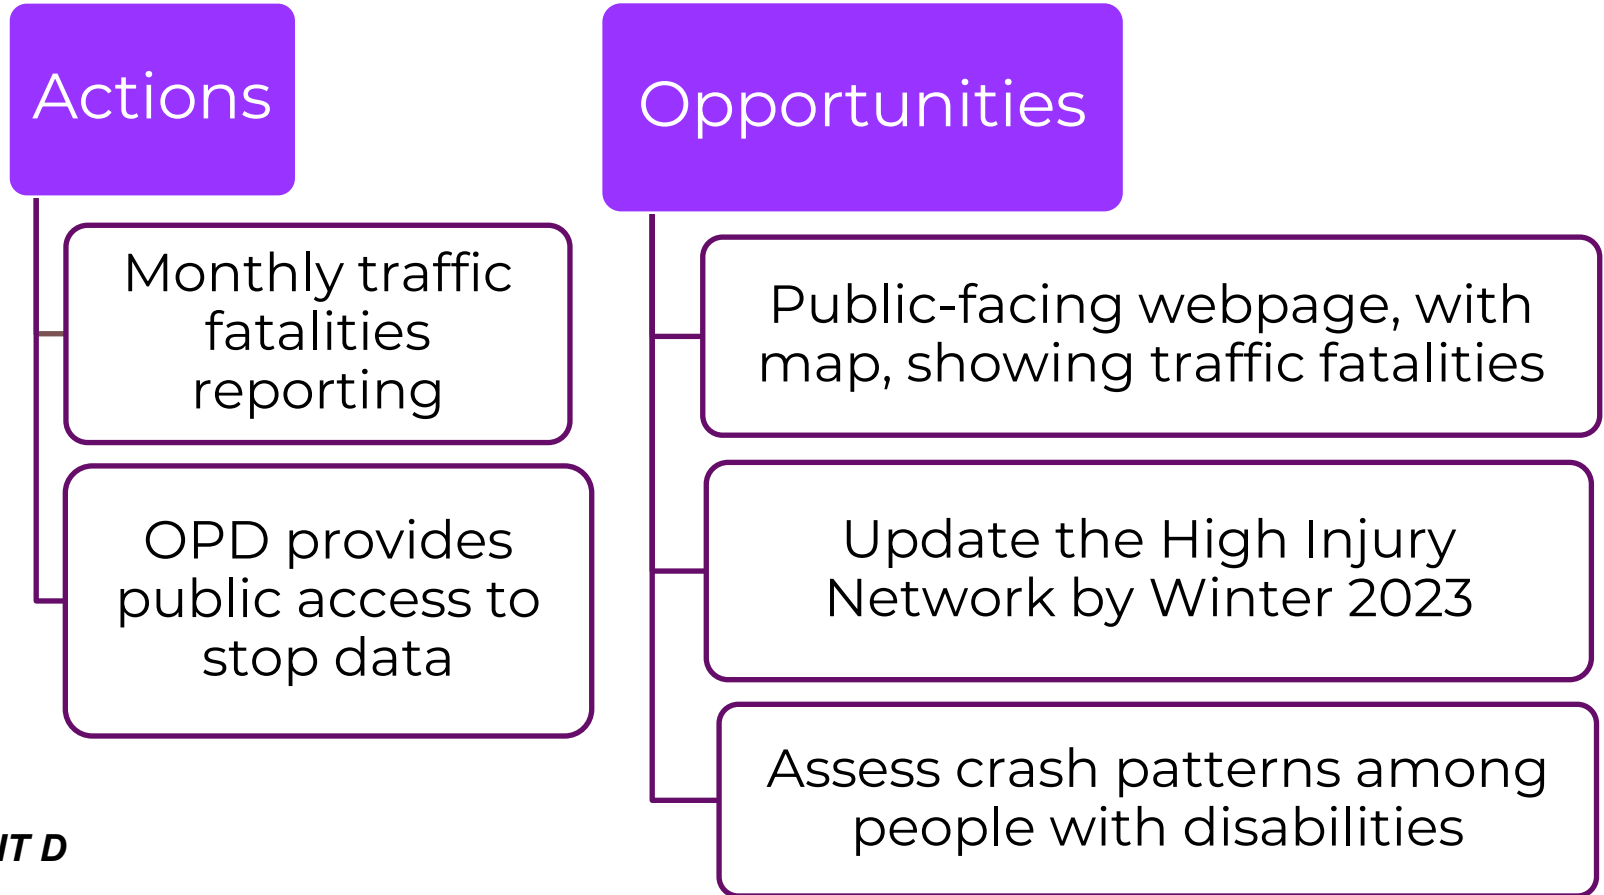 Actions
Monthly traffic
fatalities
reporting
OPD provides
public access to
stop data
Opportunities
Public-facing webpage, with
map, showing traffic fatalities
Update the High Injury
Network by Winter 2023
Assess crash patterns among
people with disabilities
D